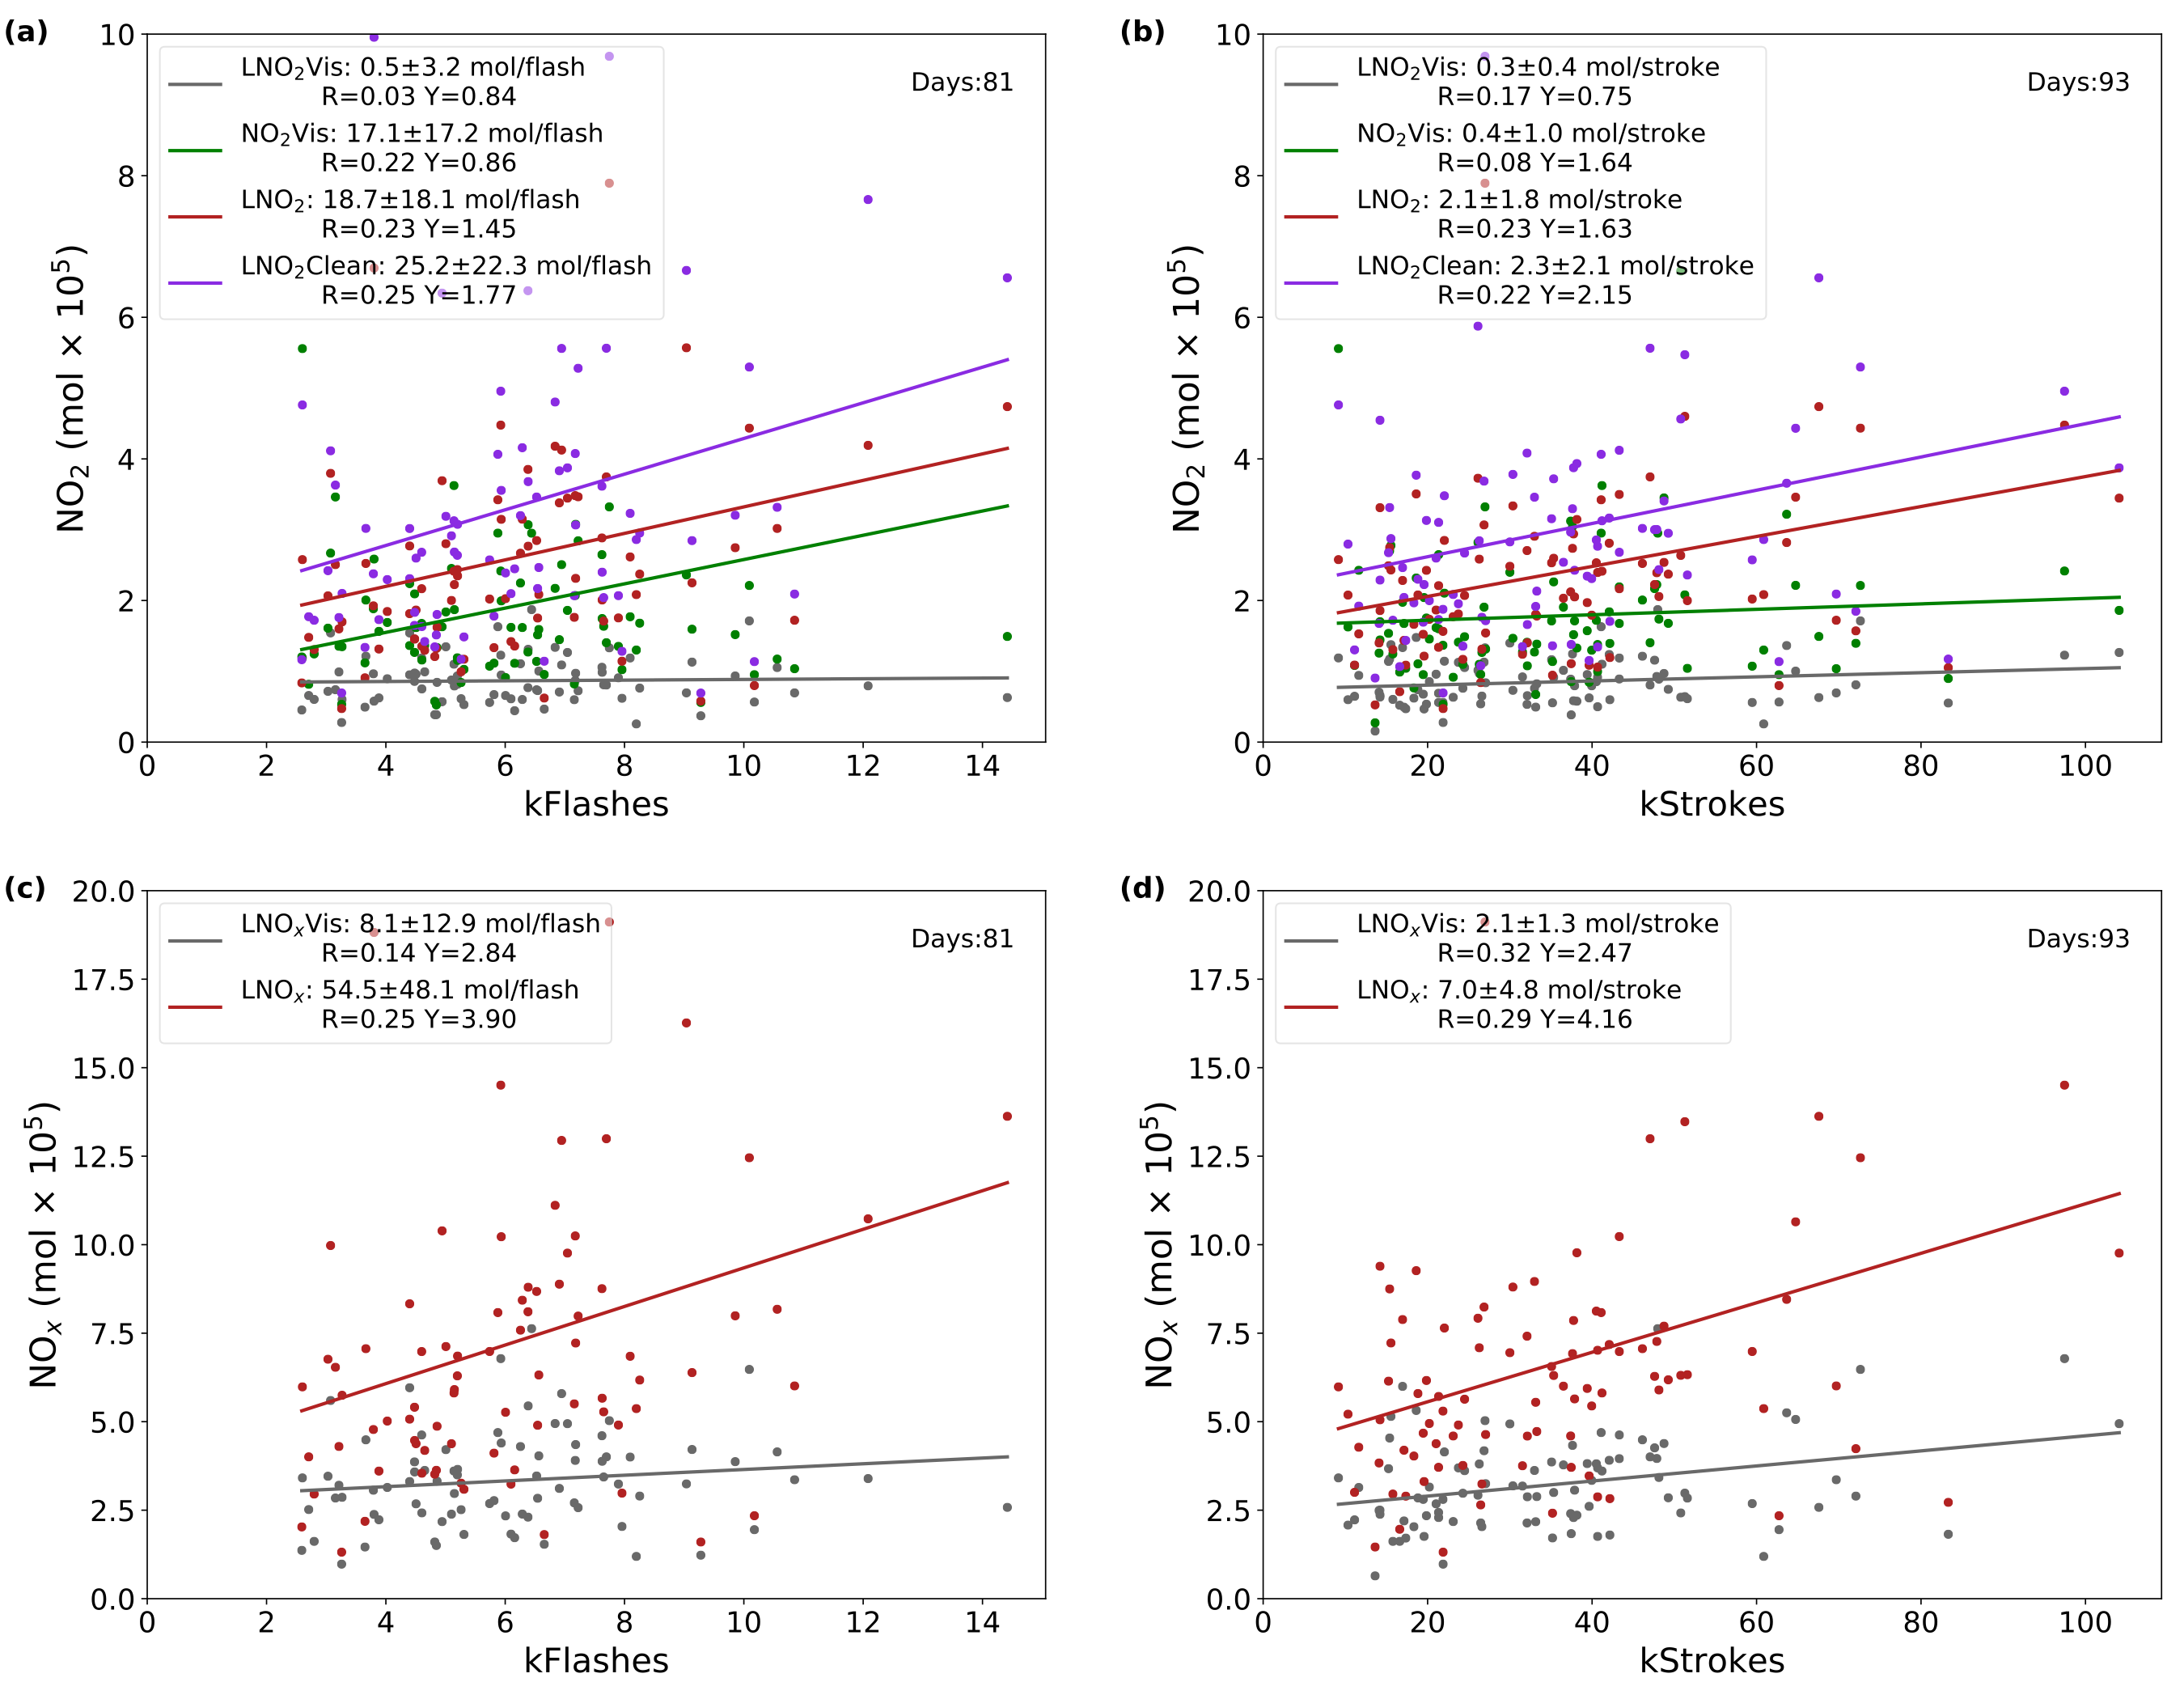 (a)
10
8
6
4
2
0
NO₂ (mol × 10⁵)
LNO₂Vis: 0.5±3.2 mol/flash
R=0.03 Y=0.84
NO₂Vis: 17.1±17.2 mol/flash
R=0.22 Y=0.86
LNO₂: 18.7±18.1 mol/flash
R=0.23 Y=1.45
LNO₂Clean: 25.2±22.3 mol/flash
R=0.25 Y=1.77
Days:81
0 2 4 6 8 10 12 14
kFlashes
(b)
10
8
6
4
2
0
NO₂ (mol × 10⁵)
LNO₂Vis: 0.3±0.4 mol/stroke
R=0.17 Y=0.75
NO₂Vis: 0.4±1.0 mol/stroke
R=0.08 Y=1.64
LNO₂: 2.1±1.8 mol/stroke
R=0.23 Y=1.63
LNO₂Clean: 2.3±2.1 mol/stroke
R=0.22 Y=2.15
Days:93
0 20 40 60 80 100
kStrokes
(c)
20.0
17.5
15.0
12.5
10.0
7.5
5.0
2.5
0.0
NOₓ (mol × 10⁵)
LNOₓVis: 8.1±12.9 mol/flash
R=0.14 Y=2.84
LNOₓ: 54.5±48.1 mol/flash
R=0.25 Y=3.90
Days:81
0 2 4 6 8 10 12 14
kFlashes
(d)
20.0
17.5
15.0
12.5
10.0
7.5
5.0
2.5
0.0
NOₓ (mol × 10⁵)
LNOₓVis: 2.1±1.3 mol/stroke
R=0.32 Y=2.47
LNOₓ: 7.0±4.8 mol/stroke
R=0.29 Y=4.16
Days:93
0 20 40 60 80 100
kStrokes